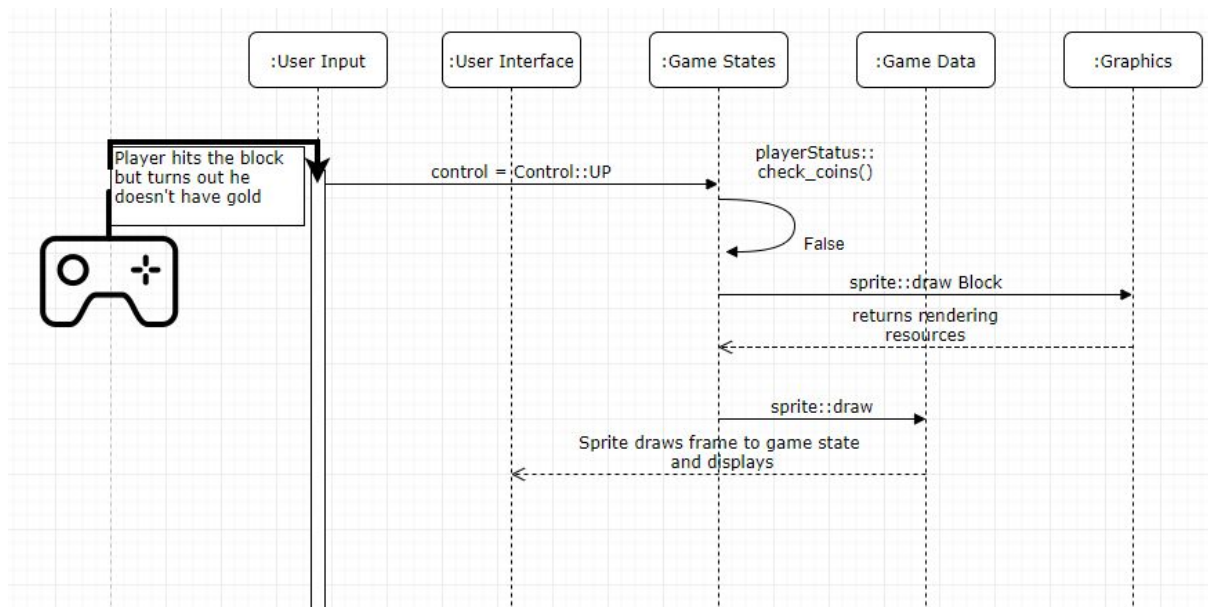 :User Input
:User Interface
:Game States
:Game Data
:Graphics
Player hits the block
but turns out he
doesn't have gold
control = Control::UP
playerStatus::
check_coins()
False
sprite::draw Block
returns rendering
resources
sprite::draw
Sprite draws frame to game state
and displays